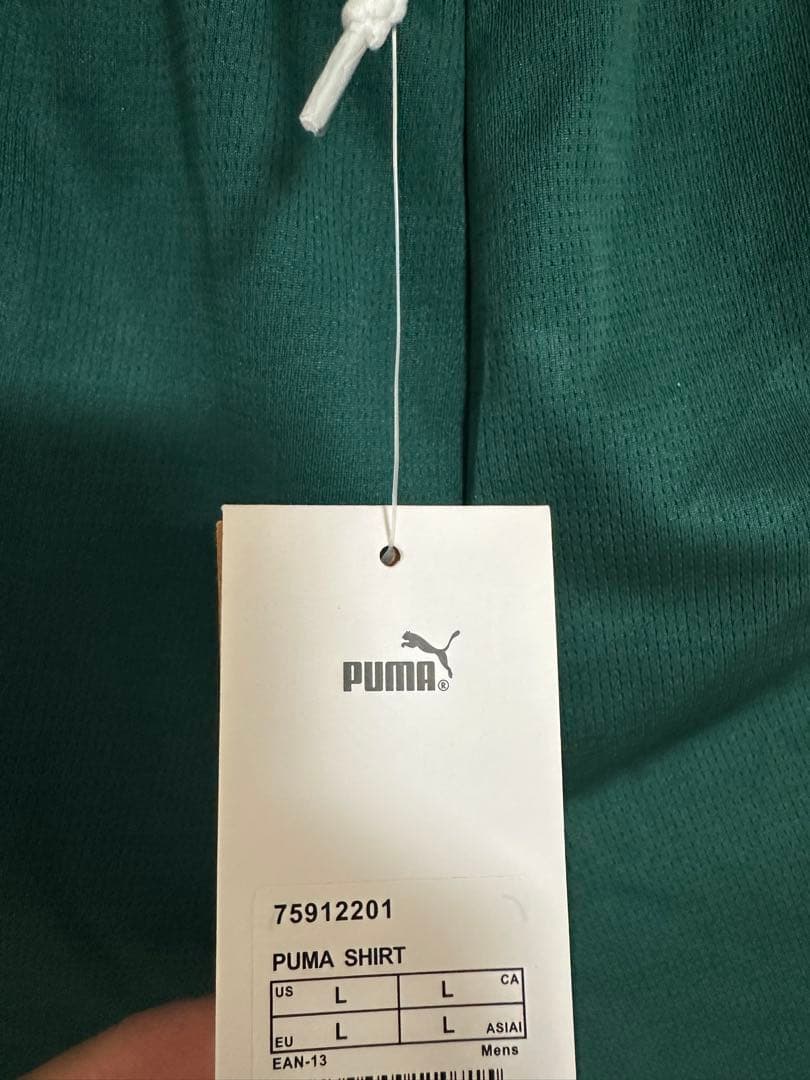 PUMA®
75912201
PUMA SHIRT
US L L CA
EU L L ASIAI
EAN-13 Mens